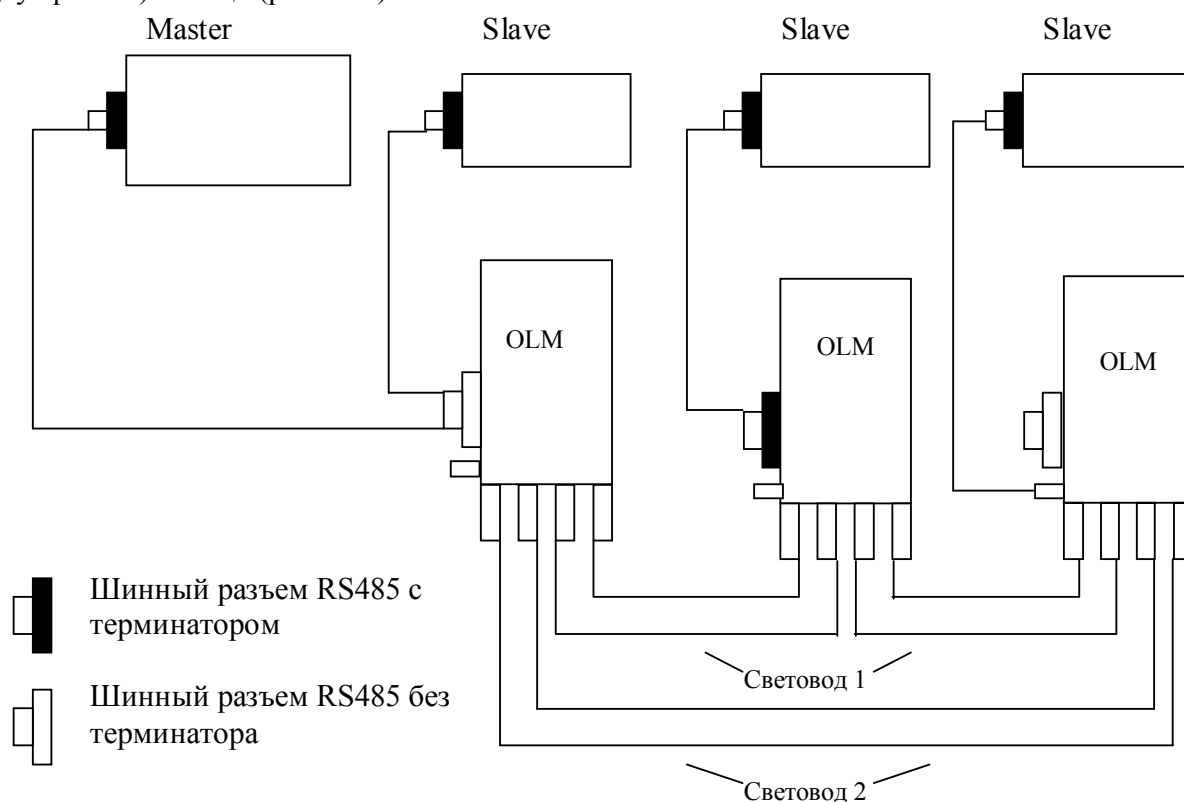 Master
Slave
Slave
Slave
OLM
OLM
OLM
Шинный разъем RS485 с
терминатором
Шинный разъем RS485 без
терминатора
Световод 1
Световод 2